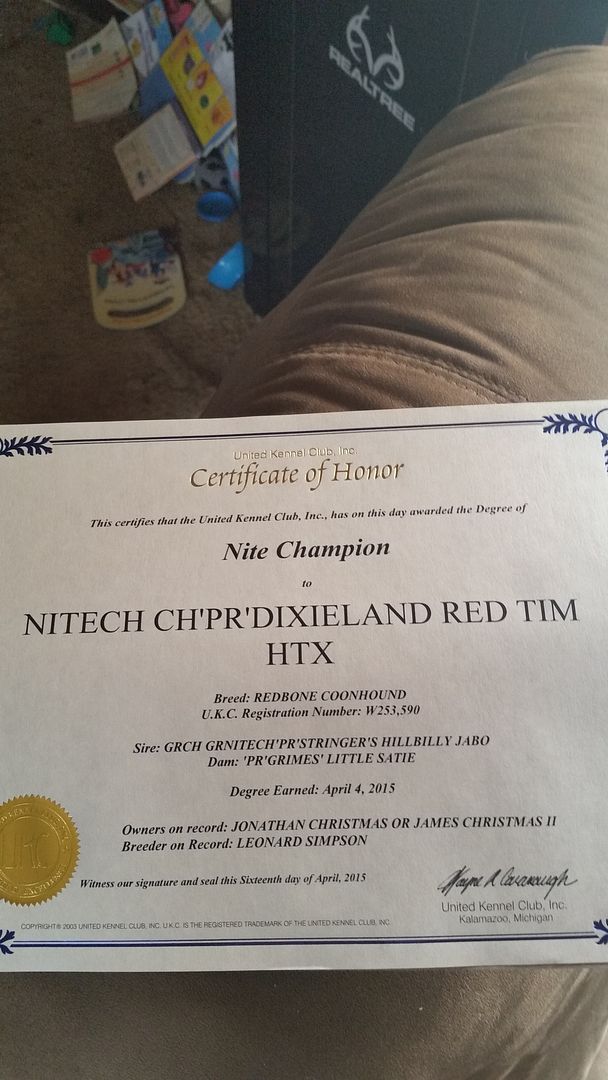 REALTREE
United Kennel Club, Inc.
Certificate of Honor
This certifies that the United Kennel Club, Inc., has on this day awarded the Degree of
Nite Champion
to
NITECH CH'PR'DIXIELAND RED TIM
HTX
Breed: REDBONE COONHOUND
U.K.C. Registration Number: W253,590
Sire: GRCH GRNITECH'PR'STRINGER'S HILLBILLY JABO
Dam: 'PR'GRIMES' LITTLE SATIE
Degree Earned: April 4, 2015
Owners on record: JONATHAN CHRISTMAS OR JAMES CHRISTMAS II
Breeder on Record: LEONARD SIMPSON
Witness our signature and seal this Sixteenth day of April, 2015
Wayne R Cavanaugh
United Kennel Club, Inc.
Kalamazoo, Michigan
COPYRIGHT® 2003 UNITED KENNEL CLUB, INC. U.K.C. IS THE REGISTERED TRADEMARK OF THE UNITED KENNEL CLUB, INC.